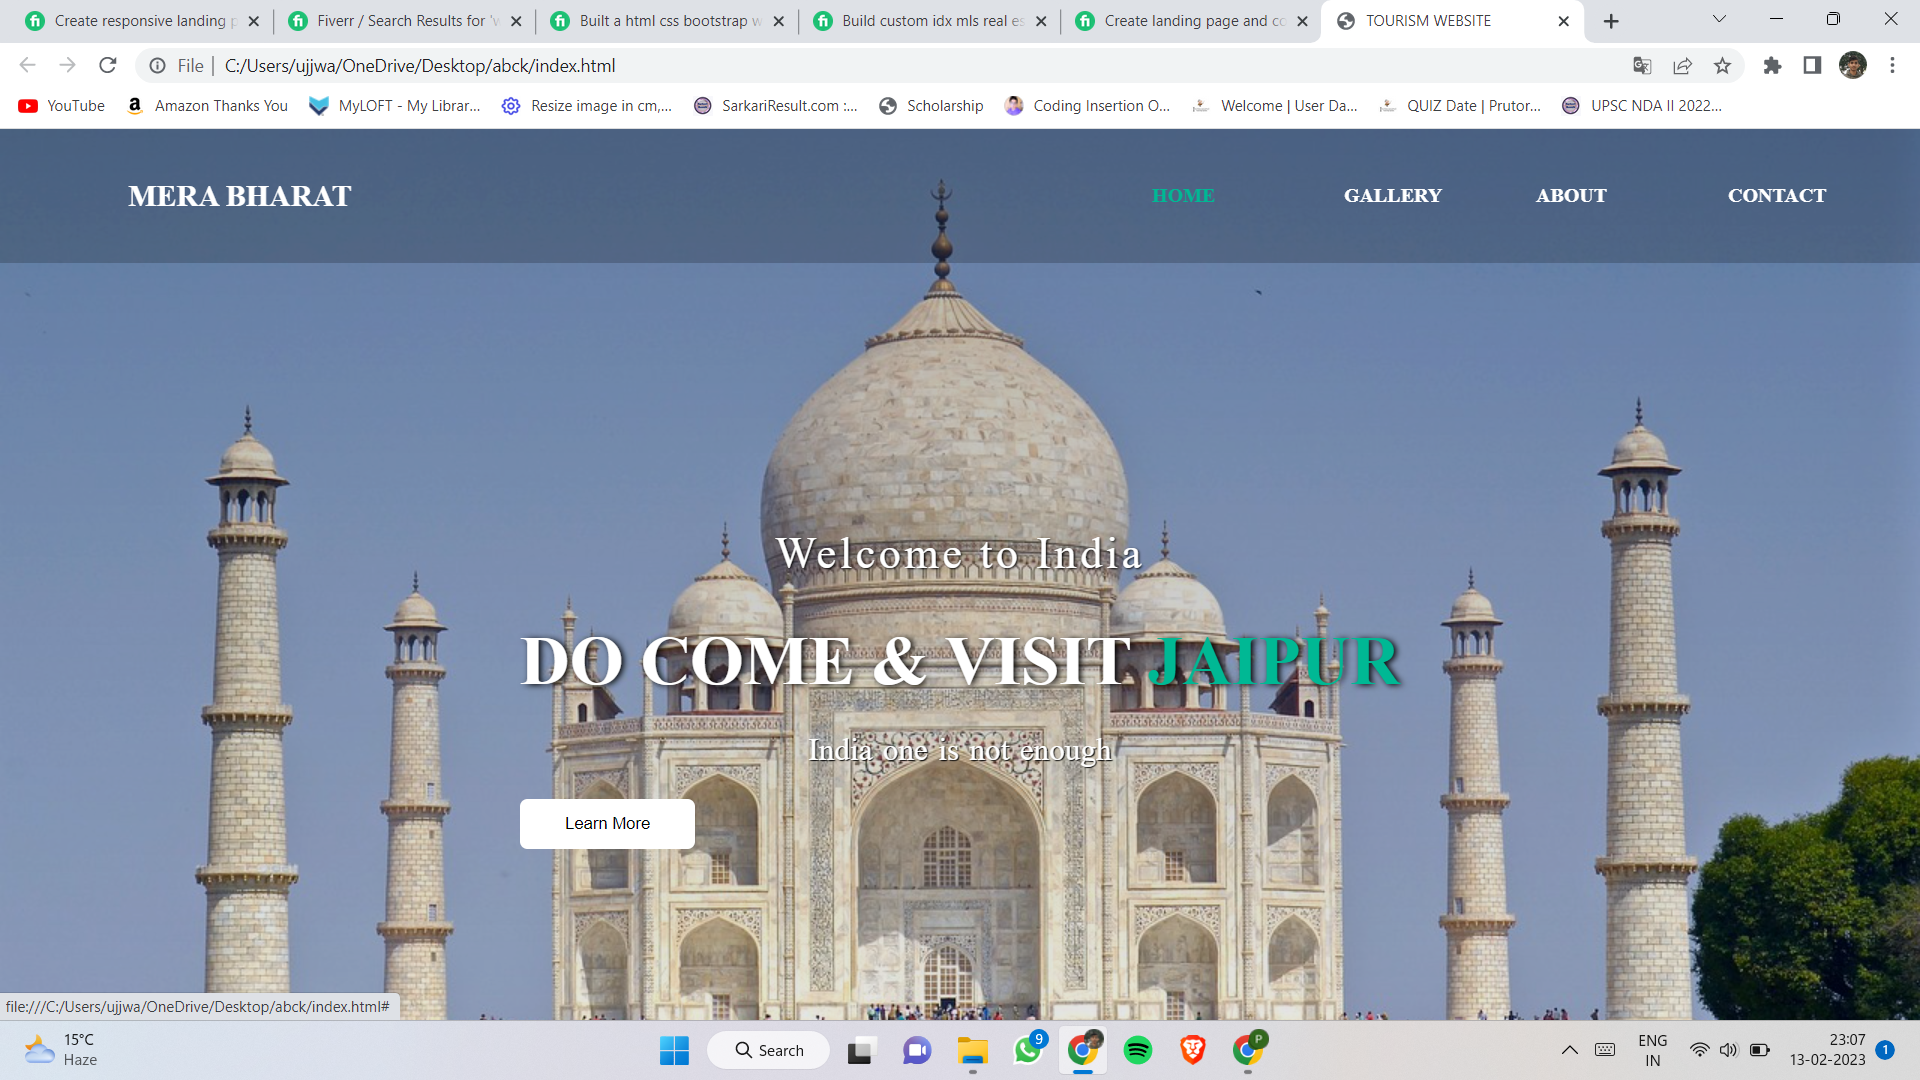 Create responsive landing p
Fiverr / Search Results for 'w
Built a html css bootstrap w
Build custom idx mls real es
Create landing page and co
TOURISM WEBSITE
File
C:/Users/ujjwa/OneDrive/Desktop/abck/index.html
YouTube
Amazon Thanks You
MyLOFT - My Librar...
Resize image in cm,...
SarkariResult.com :...
Scholarship
Coding Insertion O...
Welcome | User Da...
QUIZ Date | Prutor...
UPSC NDA II 2022...
MERA BHARAT
HOME
GALLERY
ABOUT
CONTACT
Welcome to India
DO COME & VISIT JAIPUR
India one is not enough
Learn More
file:///C:/Users/ujjwa/OneDrive/Desktop/abck/index.html#
15°C
Haze
Search
9
P
ENG
IN
23:07
13-02-2023
1